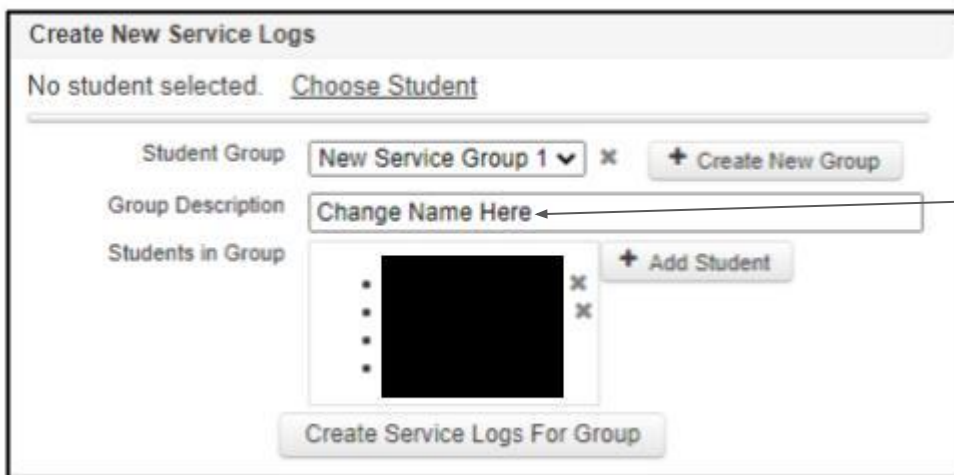 Create New Service Logs
No student selected. Choose Student
Student Group New Service Group 1 + Create New Group
Group Description Change Name Here
Students in Group + Add Student
Create Service Logs For Group